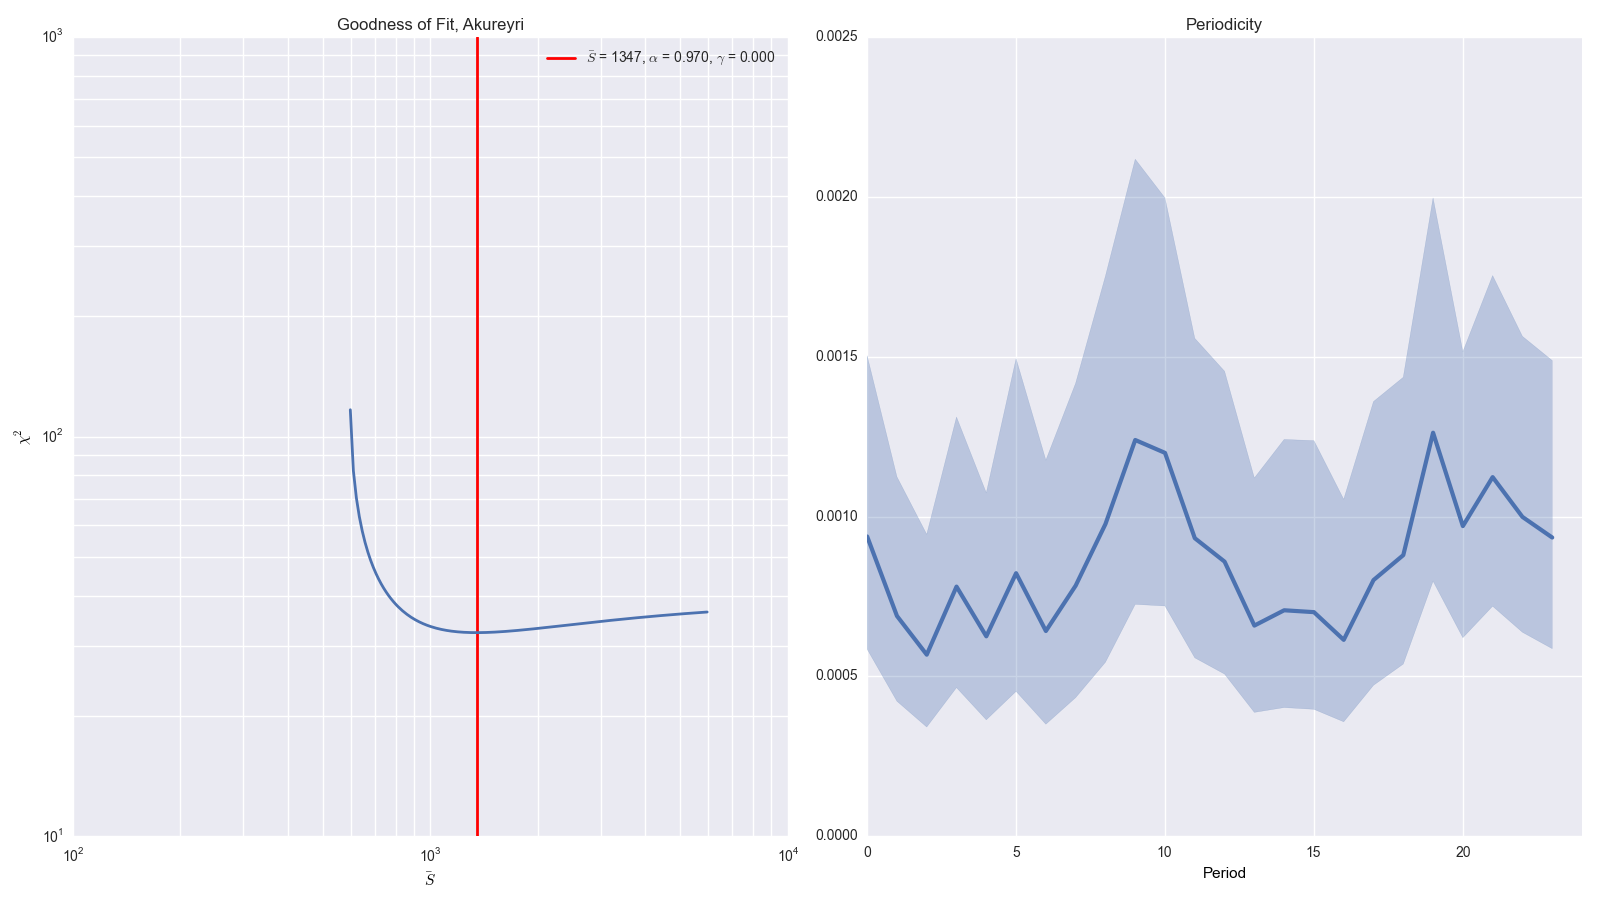 Goodness of Fit, Akureyri
S̄ = 1347, α = 0.970, γ = 0.000
10³
10²
10¹
χ²
10² 10³ 10⁴
S̄
Periodicity
0.0025
0.0020
0.0015
0.0010
0.0005
0.0000
0 5 10 15 20
Period